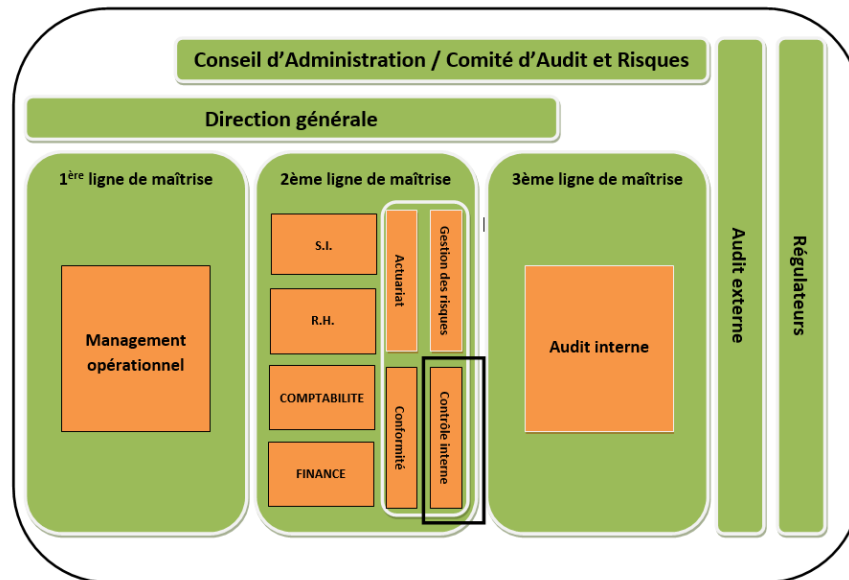 Conseil d'Administration / Comité d'Audit et Risques
Direction générale
1ère ligne de maîtrise
Management
opérationnel
2ème ligne de maîtrise
S.I.
R.H.
COMPTABILITE
FINANCE
Actuariat
Gestion des risques
Conformité
Contrôle interne
3ème ligne de maîtrise
Audit interne
Audit externe
Régulateurs